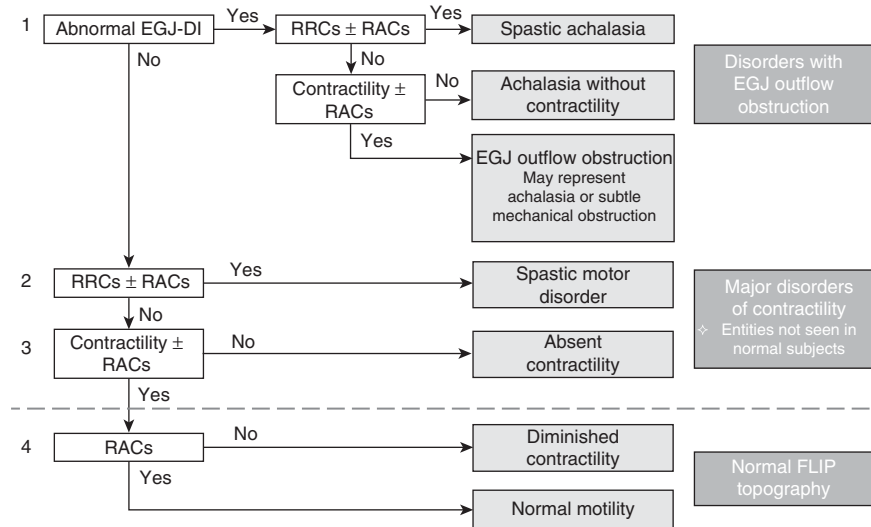 1
Abnormal EGJ-DI
Yes
RRCs ± RACs
Yes
Spastic achalasia
No
No
Contractility ±
RACs
No
Achalasia without
contractility
Disorders with
EGJ outflow
obstruction
Yes
EGJ outflow obstruction
May represent
achalasia or subtle
mechanical obstruction
2
RRCs ± RACs
Yes
Spastic motor
disorder
Major disorders
of contractility
✧ Entities not seen in
normal subjects
No
3
Contractility ±
RACs
No
Absent
contractility
Yes
4
RACs
No
Diminished
contractility
Normal FLIP
topography
Yes
Normal motility